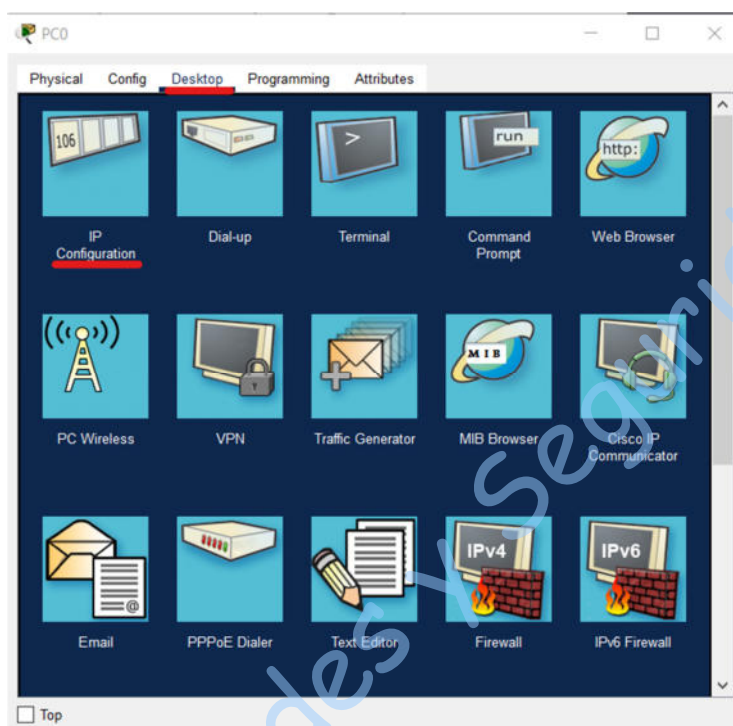 PC0
Physical Config Desktop Programming Attributes
106
>
run
http:
IP
Configuration
Dial-up
Terminal
Command
Prompt
Web Browser
MIB
PC Wireless
VPN
Traffic Generator
MIB Browser
Cisco IP
Communicator
@
IPv4
IPv6
Email
PPPoE Dialer
Text Editor
Firewall
IPv6 Firewall
Top
des y Segurid